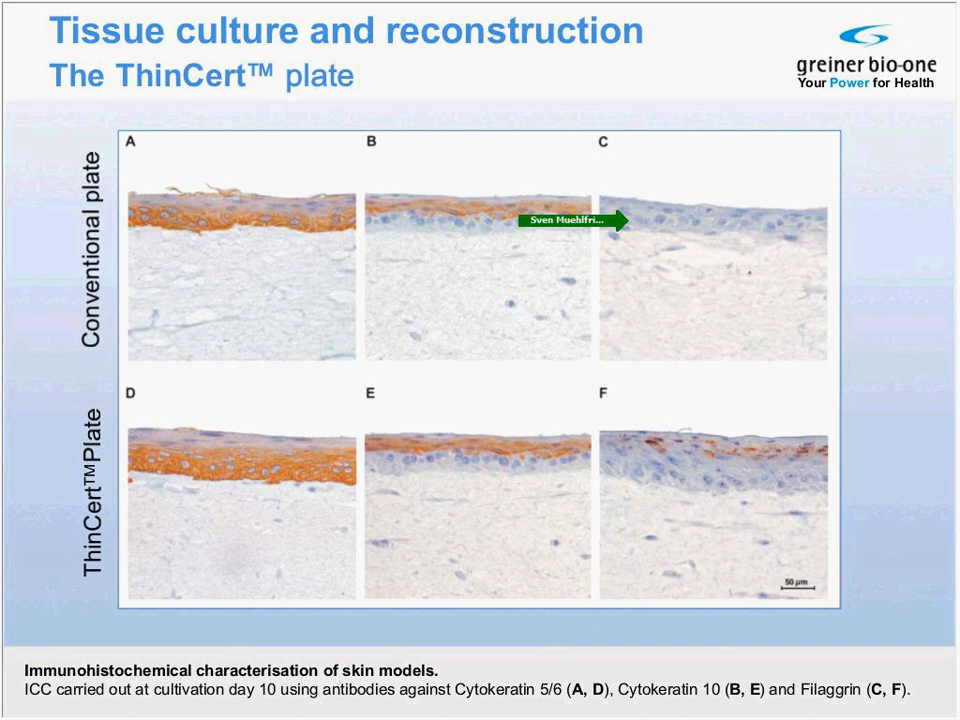 Tissue culture and reconstruction
The ThinCert™ plate
greiner bio-one
Your Power for Health
Conventional plate
A
B
C
Sven Muehlfri...
ThinCert™Plate
D
E
F
50 µm
Immunohistochemical characterisation of skin models.
ICC carried out at cultivation day 10 using antibodies against Cytokeratin 5/6 (A, D), Cytokeratin 10 (B, E) and Filaggrin (C, F).